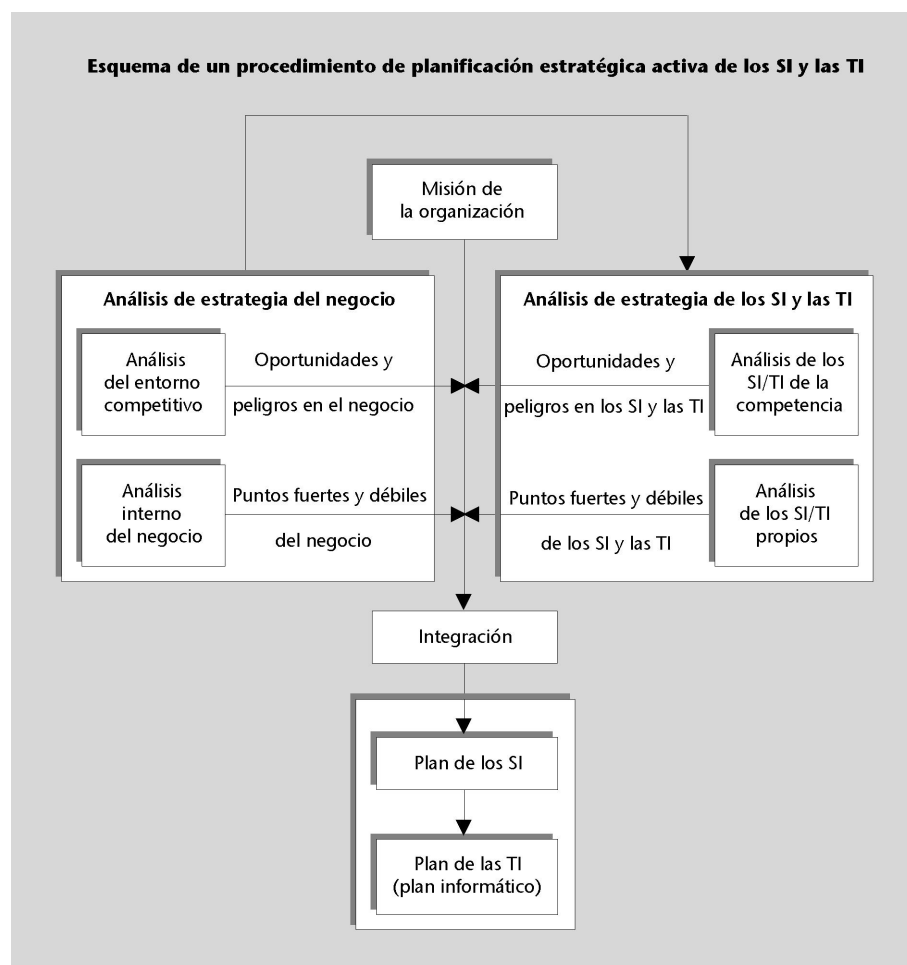 Esquema de un procedimiento de planificación estratégica activa de los SI y las TI
Misión de
la organización
Análisis de estrategia del negocio
Análisis
del entorno
competitivo
Oportunidades y
peligros en el negocio
Análisis
interno
del negocio
Puntos fuertes y débiles
del negocio
Análisis de estrategia de los SI y las TI
Oportunidades y
peligros en los SI y las TI
Análisis de los
SI/TI de la
competencia
Puntos fuertes y débiles
de los SI y las TI
Análisis
de los SI/TI
propios
Integración
Plan de los SI
Plan de las TI
(plan informático)